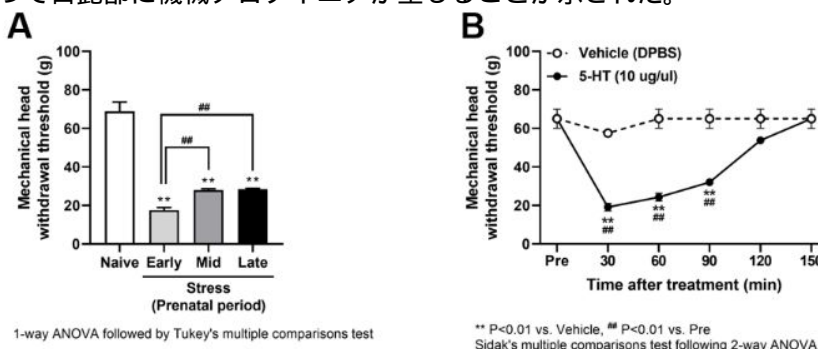 って口髭部に機械アロディニアが生じることが示された。
A
Mechanical head
withdrawal threshold (g)
100
80
60
40
20
0
##
##
**
**
**
Naive Early Mid Late
Stress
(Prenatal period)
1-way ANOVA followed by Tukey's multiple comparisons test
B
Mechanical head
withdrawal threshold (g)
100
80
60
40
20
0
Vehicle (DPBS)
5-HT (10 ug/ul)
**
##
**
##
**
##
Pre 30 60 90 120 150
Time after treatment (min)
** P<0.01 vs. Vehicle, ## P<0.01 vs. Pre
Sidak's multiple comparisons test following 2-way ANOVA